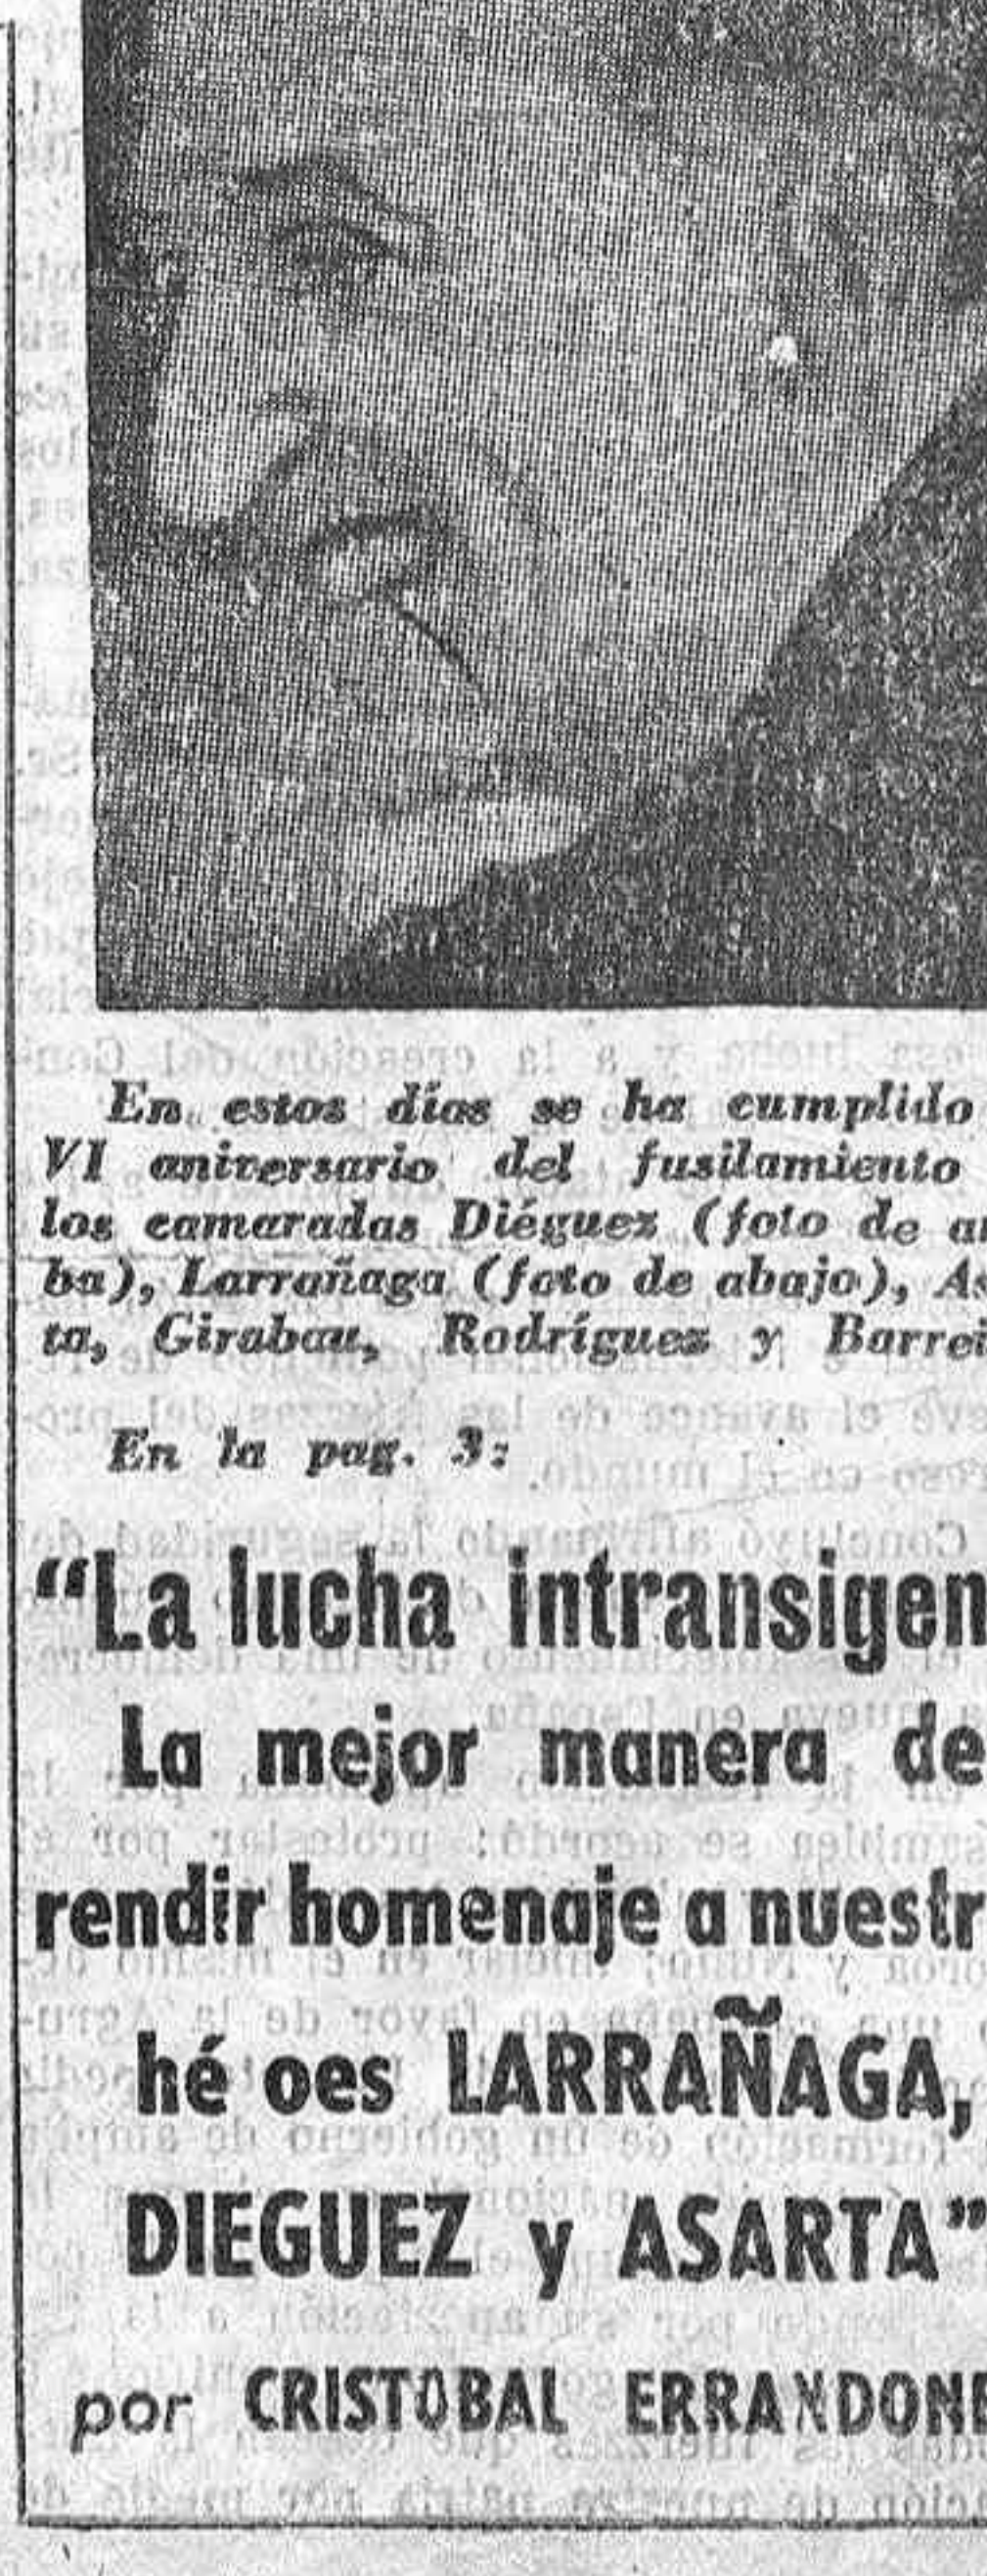 En estos días se ha cumplido
VI aniversario del fusilamiento
los camaradas Diéguez (foto de ar
ba), Larrañaga (foto de abajo), As
ta, Girabau, Rodríguez y Barrei
En la pag. 3:
“La lucha intransigen
La mejor manera de
rendir homenaje a nuestr
hé oes LARRAÑAGA,
DIEGUEZ y ASARTA”
por CRISTOBAL ERRANDONE